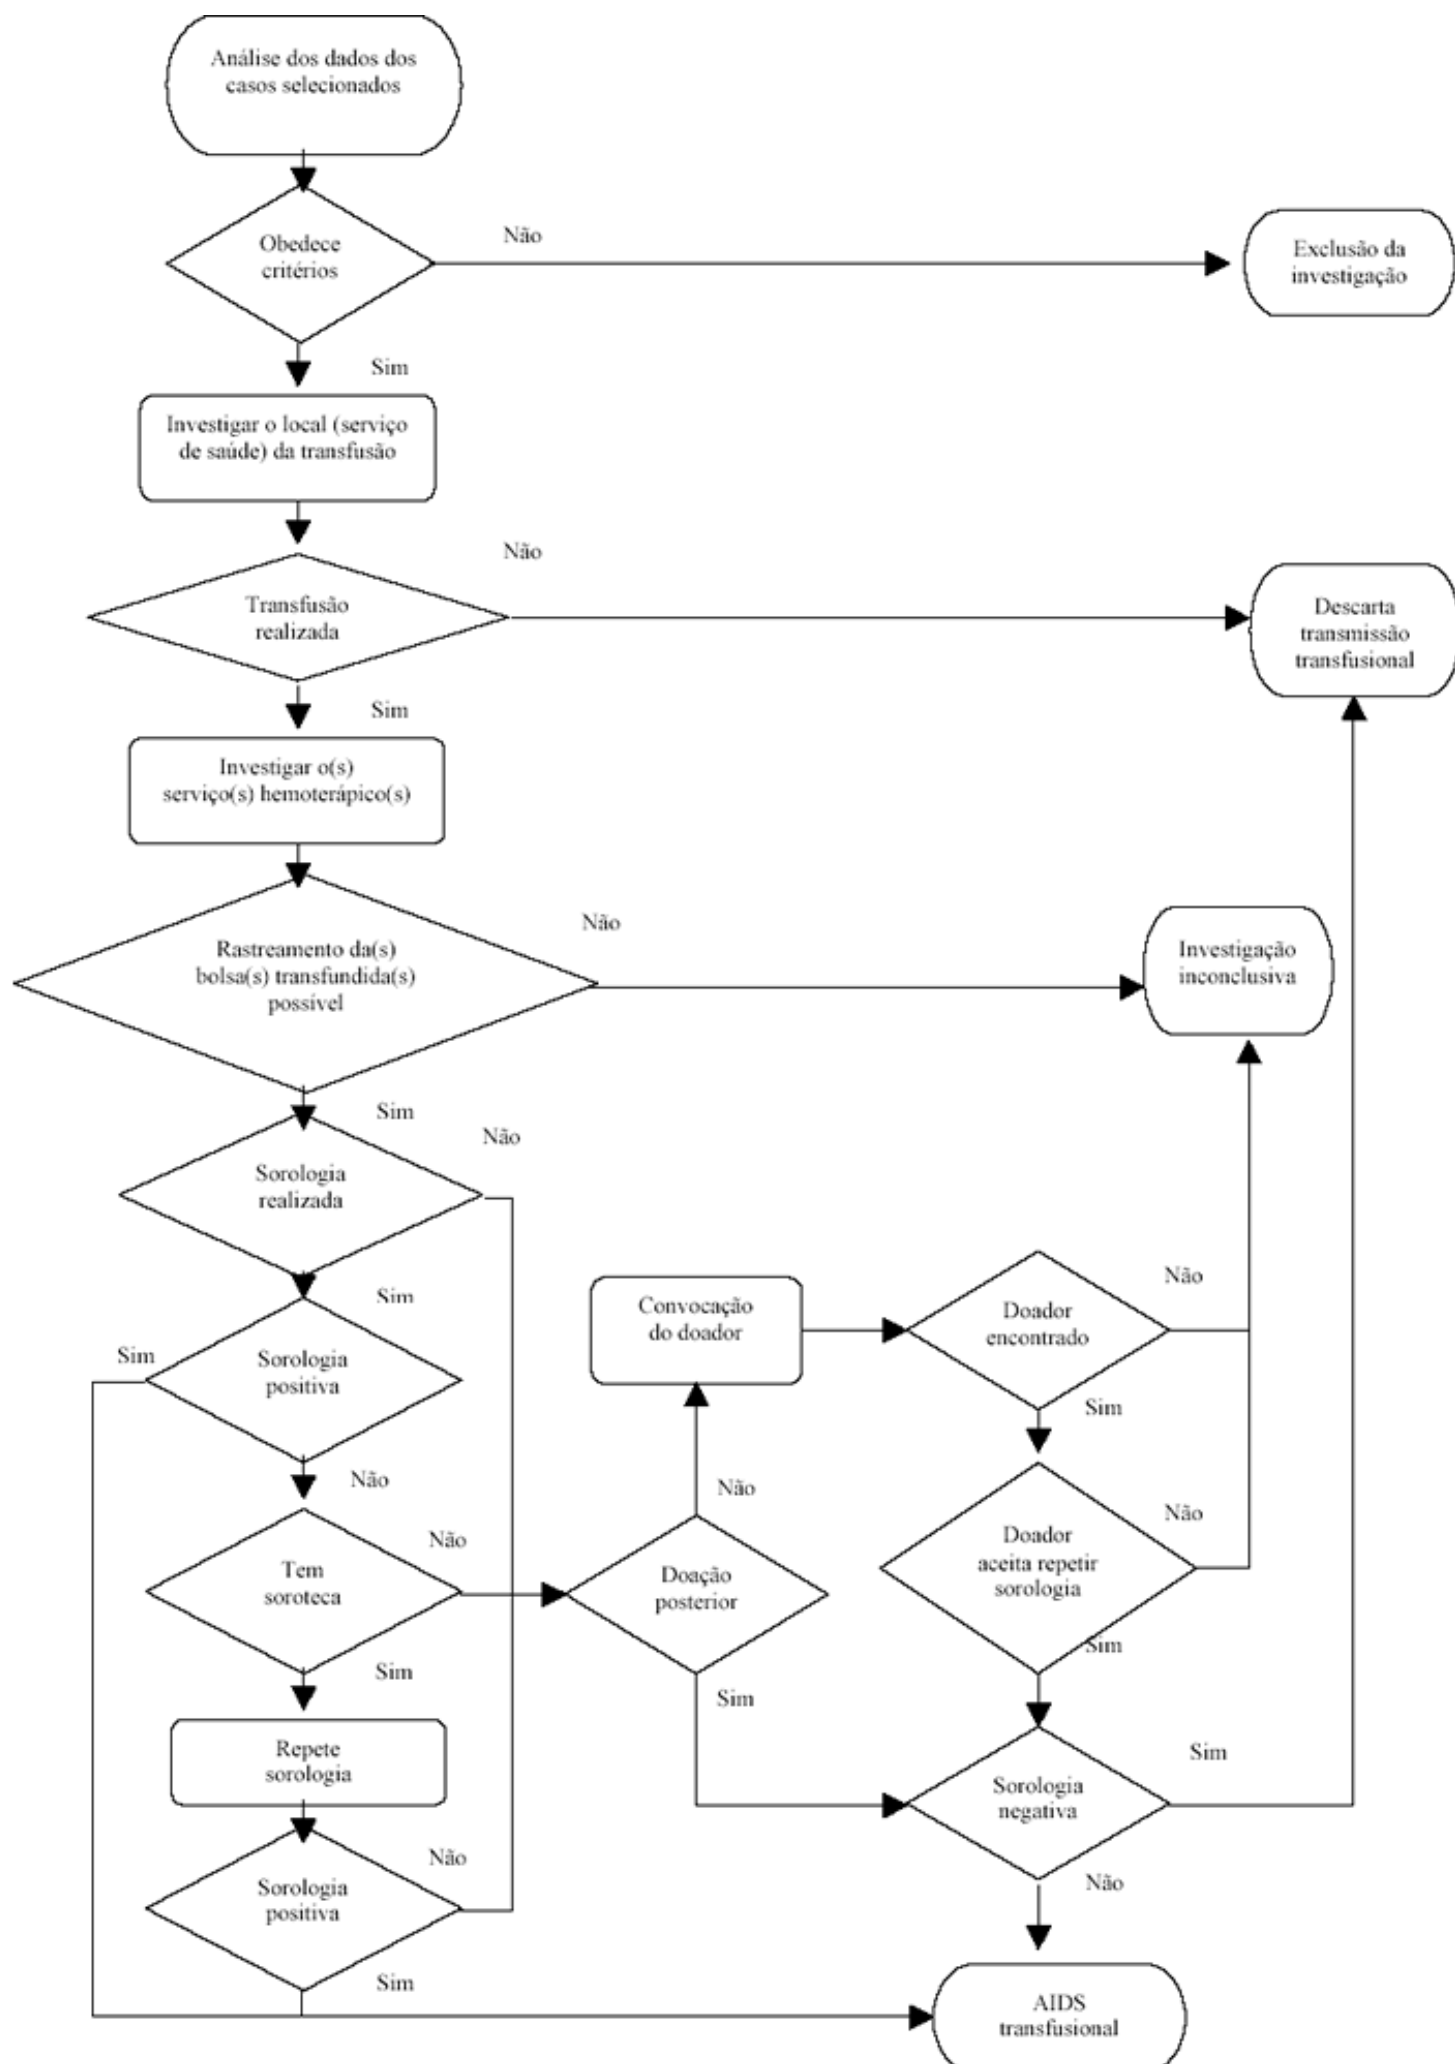 Análise dos dados dos
casos selecionados
Obedece
critérios
Não
Exclusão da
investigação
Sim
Investigar o local (serviço
de saúde) da transfusão
Não
Transfusão
realizada
Descarta
transmissão
transfusional
Sim
Investigar o(s)
serviço(s) hemoterápico(s)
Não
Rastreamento da(s)
bolsa(s) transfundida(s)
possível
Investigação
inconclusiva
Sim
Não
Sorologia
realizada
Sim
Sim
Sorologia
positiva
Não
Convocação
do doador
Doador
encontrado
Não
Sim
Tem
soroteca
Não
Não
Doação
posterior
Doador
aceita repetir
sorologia
Não
Sim
Sim
Sim
Repete
sorologia
Sorologia
negativa
Sim
Não
Sorologia
positiva
Não
Sim
AIDS
transfusional